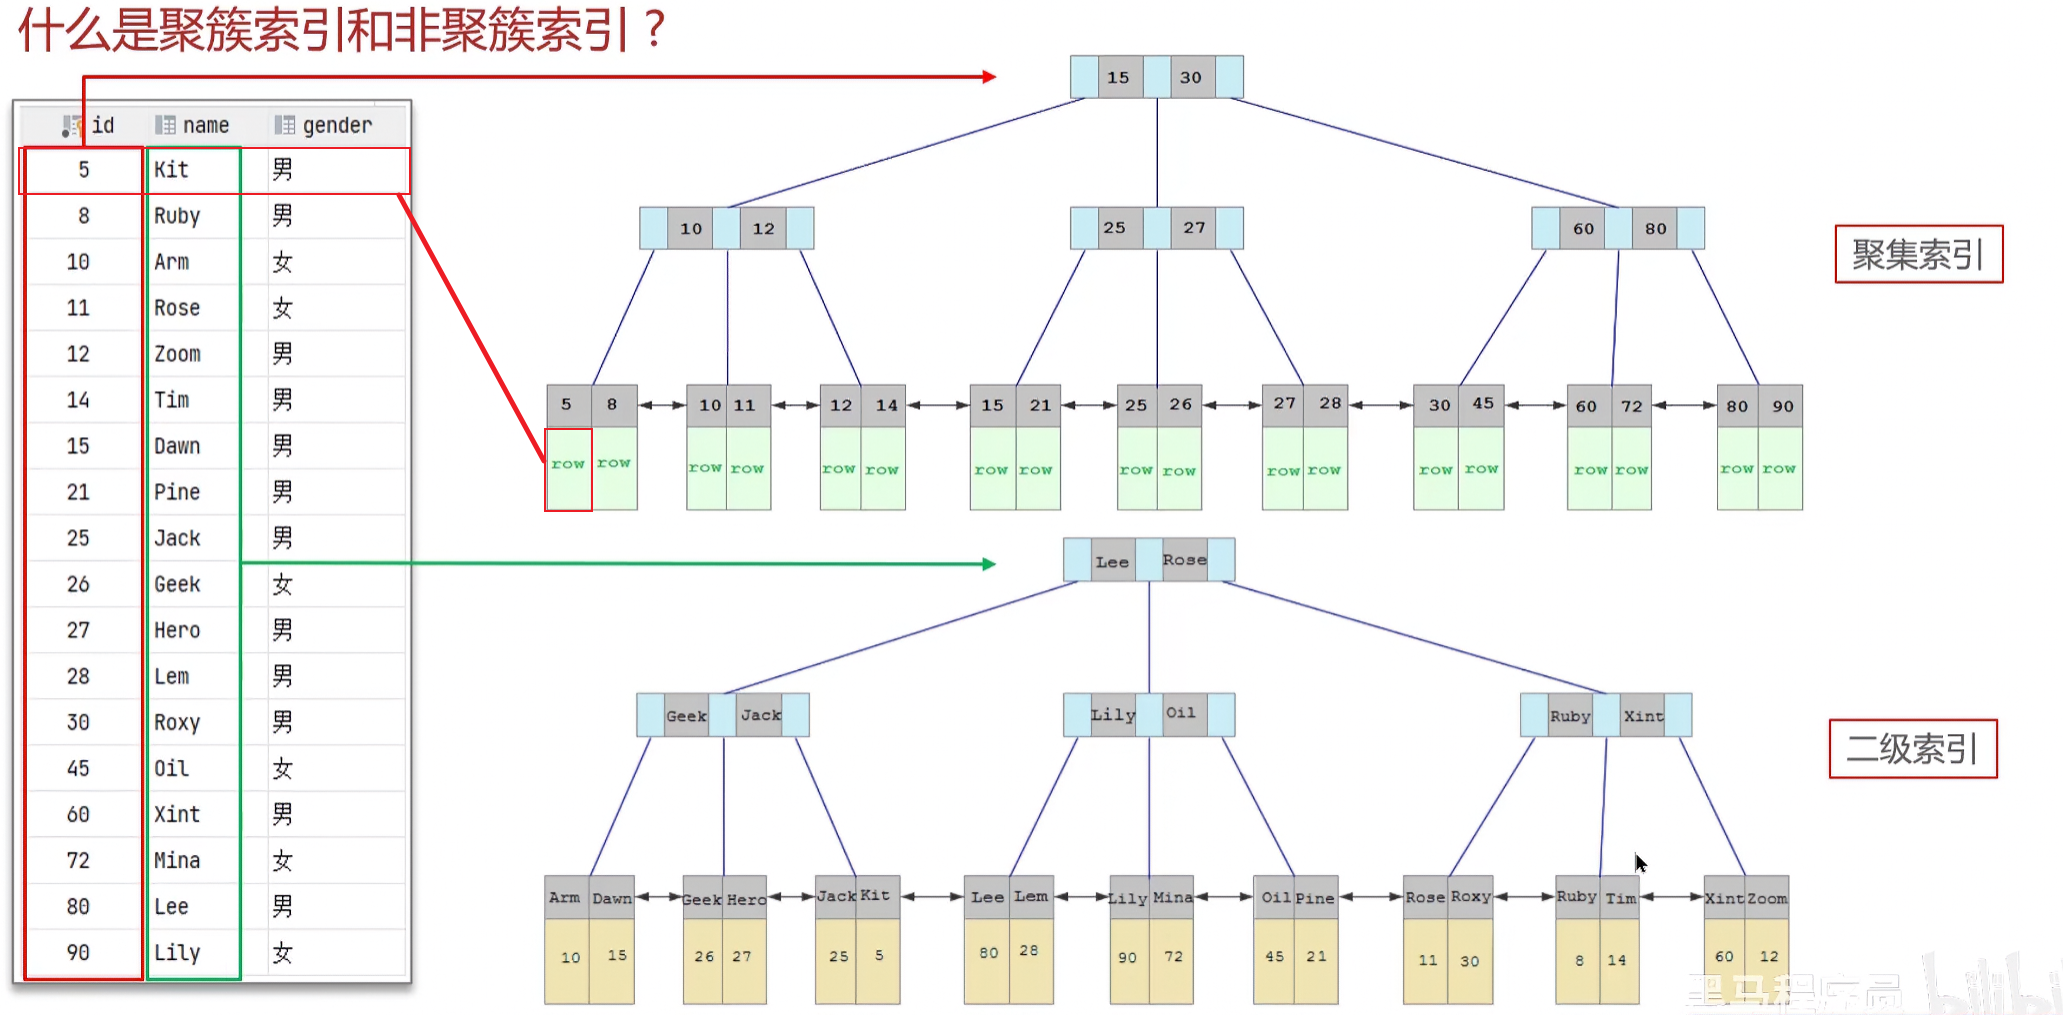 什么是聚簇索引和非聚簇索引？
id name gender
5 Kit 男
8 Ruby 男
10 Arm 女
11 Rose 女
12 Zoom 男
14 Tim 男
15 Dawn 男
21 Pine 男
25 Jack 男
26 Geek 女
27 Hero 男
28 Lem 男
30 Roxy 男
45 Oil 女
60 Xint 男
72 Mina 女
80 Lee 男
90 Lily 女
15 30
10 12 25 27 60 80
聚集索引
5 8 10 11 12 14 15 21 25 26 27 28 30 45 60 72 80 90
row row row row row row row row row row row row row row row row row row
Lee Rose
Geek Jack Lily Oil Ruby Xint
二级索引
Arm Dawn Geek Hero Jack Kit Lee Lem Lily Mina Oil Pine Rose Roxy Ruby Tim Xint Zoom
10 15 26 27 25 5 80 28 90 72 45 21 11 30 8 14 60 12
黑马程序员 bilibili